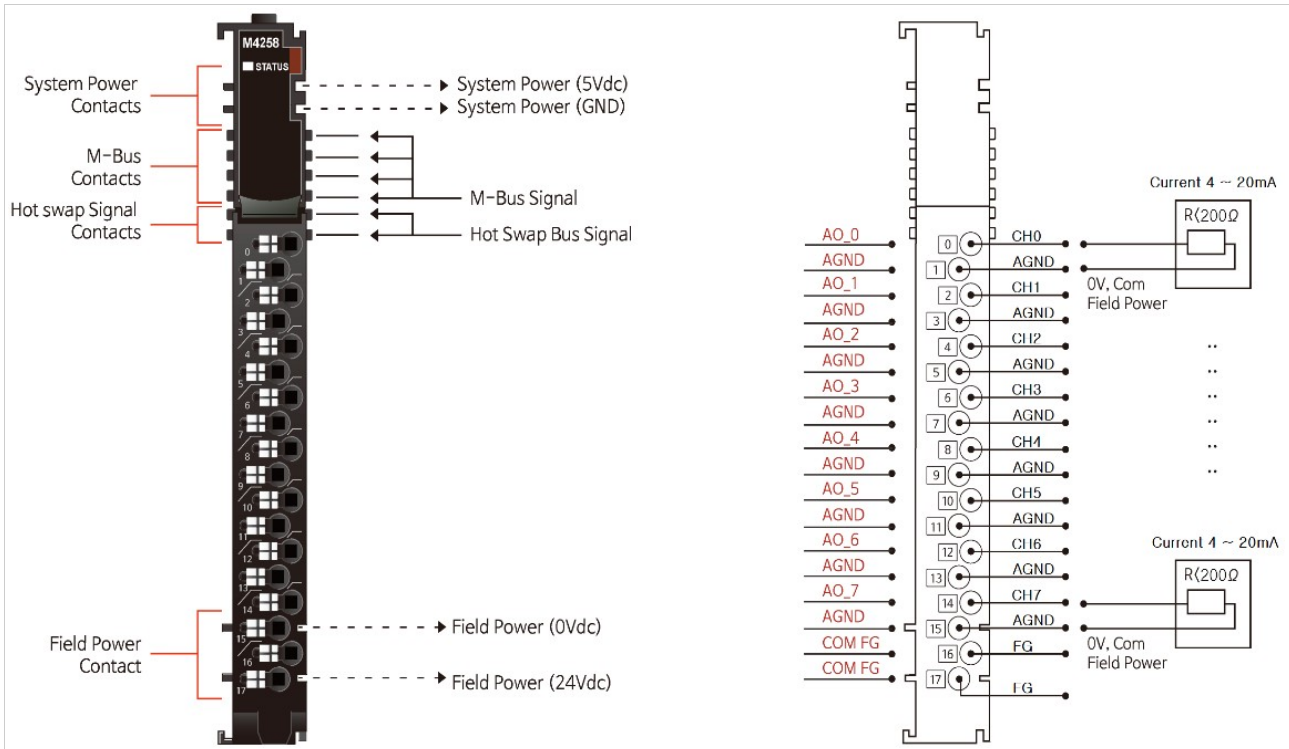 M4258
STATUS
System Power
Contacts
System Power (5Vdc)
System Power (GND)
M-Bus
Contacts
M-Bus Signal
Hot swap Signal
Contacts
Hot Swap Bus Signal
0
1
2
3
4
5
6
7
8
9
10
11
12
13
14
15
16
17
Field Power
Contact
Field Power (0Vdc)
Field Power (24Vdc)
Current 4 ~ 20mA
R(200Ω
AO_0 0 CH0
AGND 1 AGND
0V, Com
Field Power
AO_1 2 CH1
AGND 3 AGND
AO_2 4 CH2
AGND 5 AGND
AO_3 6 CH3
AGND 7 AGND
AO_4 8 CH4
AGND 9 AGND
AO_5 10 CH5
AGND 11 AGND
AO_6 12 CH6
AGND 13 AGND
Current 4 ~ 20mA
R(200Ω
AO_7 14 CH7
AGND 15 AGND
0V, Com
Field Power
COM FG 16 FG
COM FG 17 FG